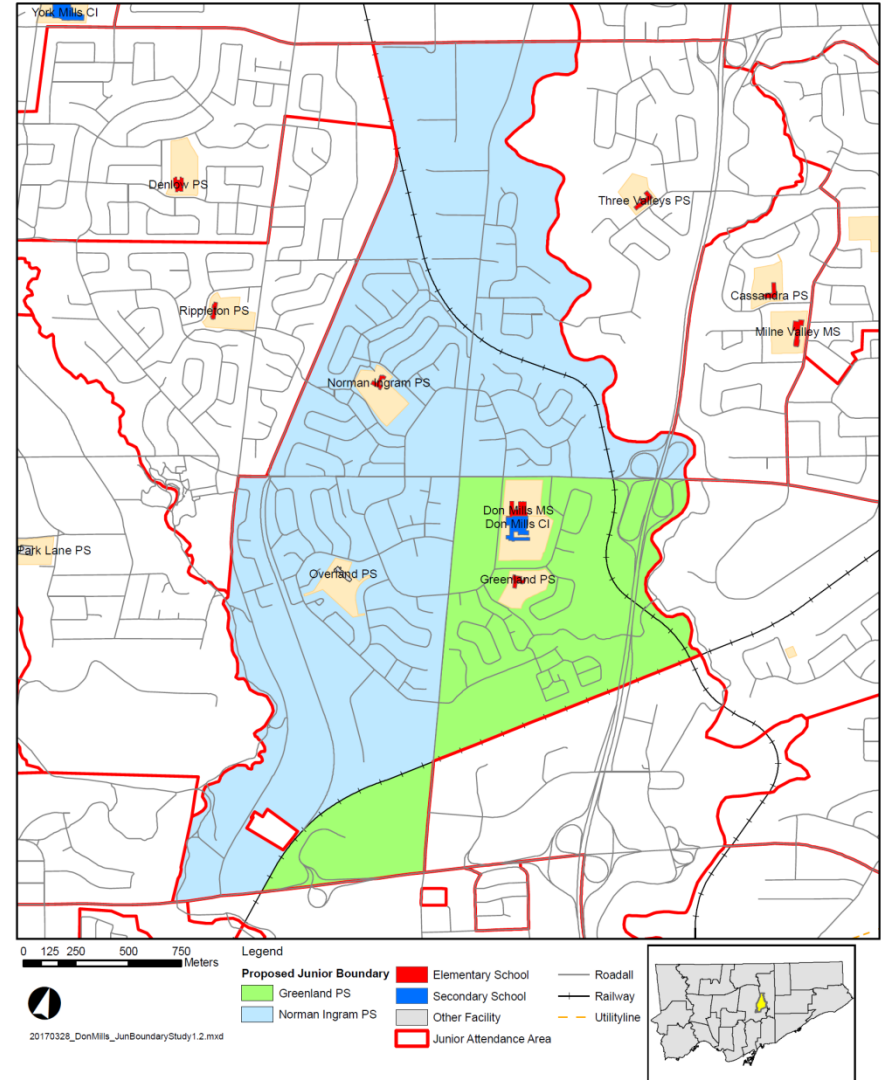 York Mills CI
Denlow PS
Three Valleys PS
Cassandra PS
Rippleton PS
Milne Valley MS
Norman Ingram PS
Don Mills MS
Don Mills CI
Park Lane PS
Overland PS
Greenland PS
0 125 250 500 750
Meters
Legend
Proposed Junior Boundary
Greenland PS
Norman Ingram PS
Elementary School
Secondary School
Other Facility
Junior Attendance Area
Roadall
Railway
Utilityline
20170328_DonMills_JunBoundaryStudy1.2.mxd